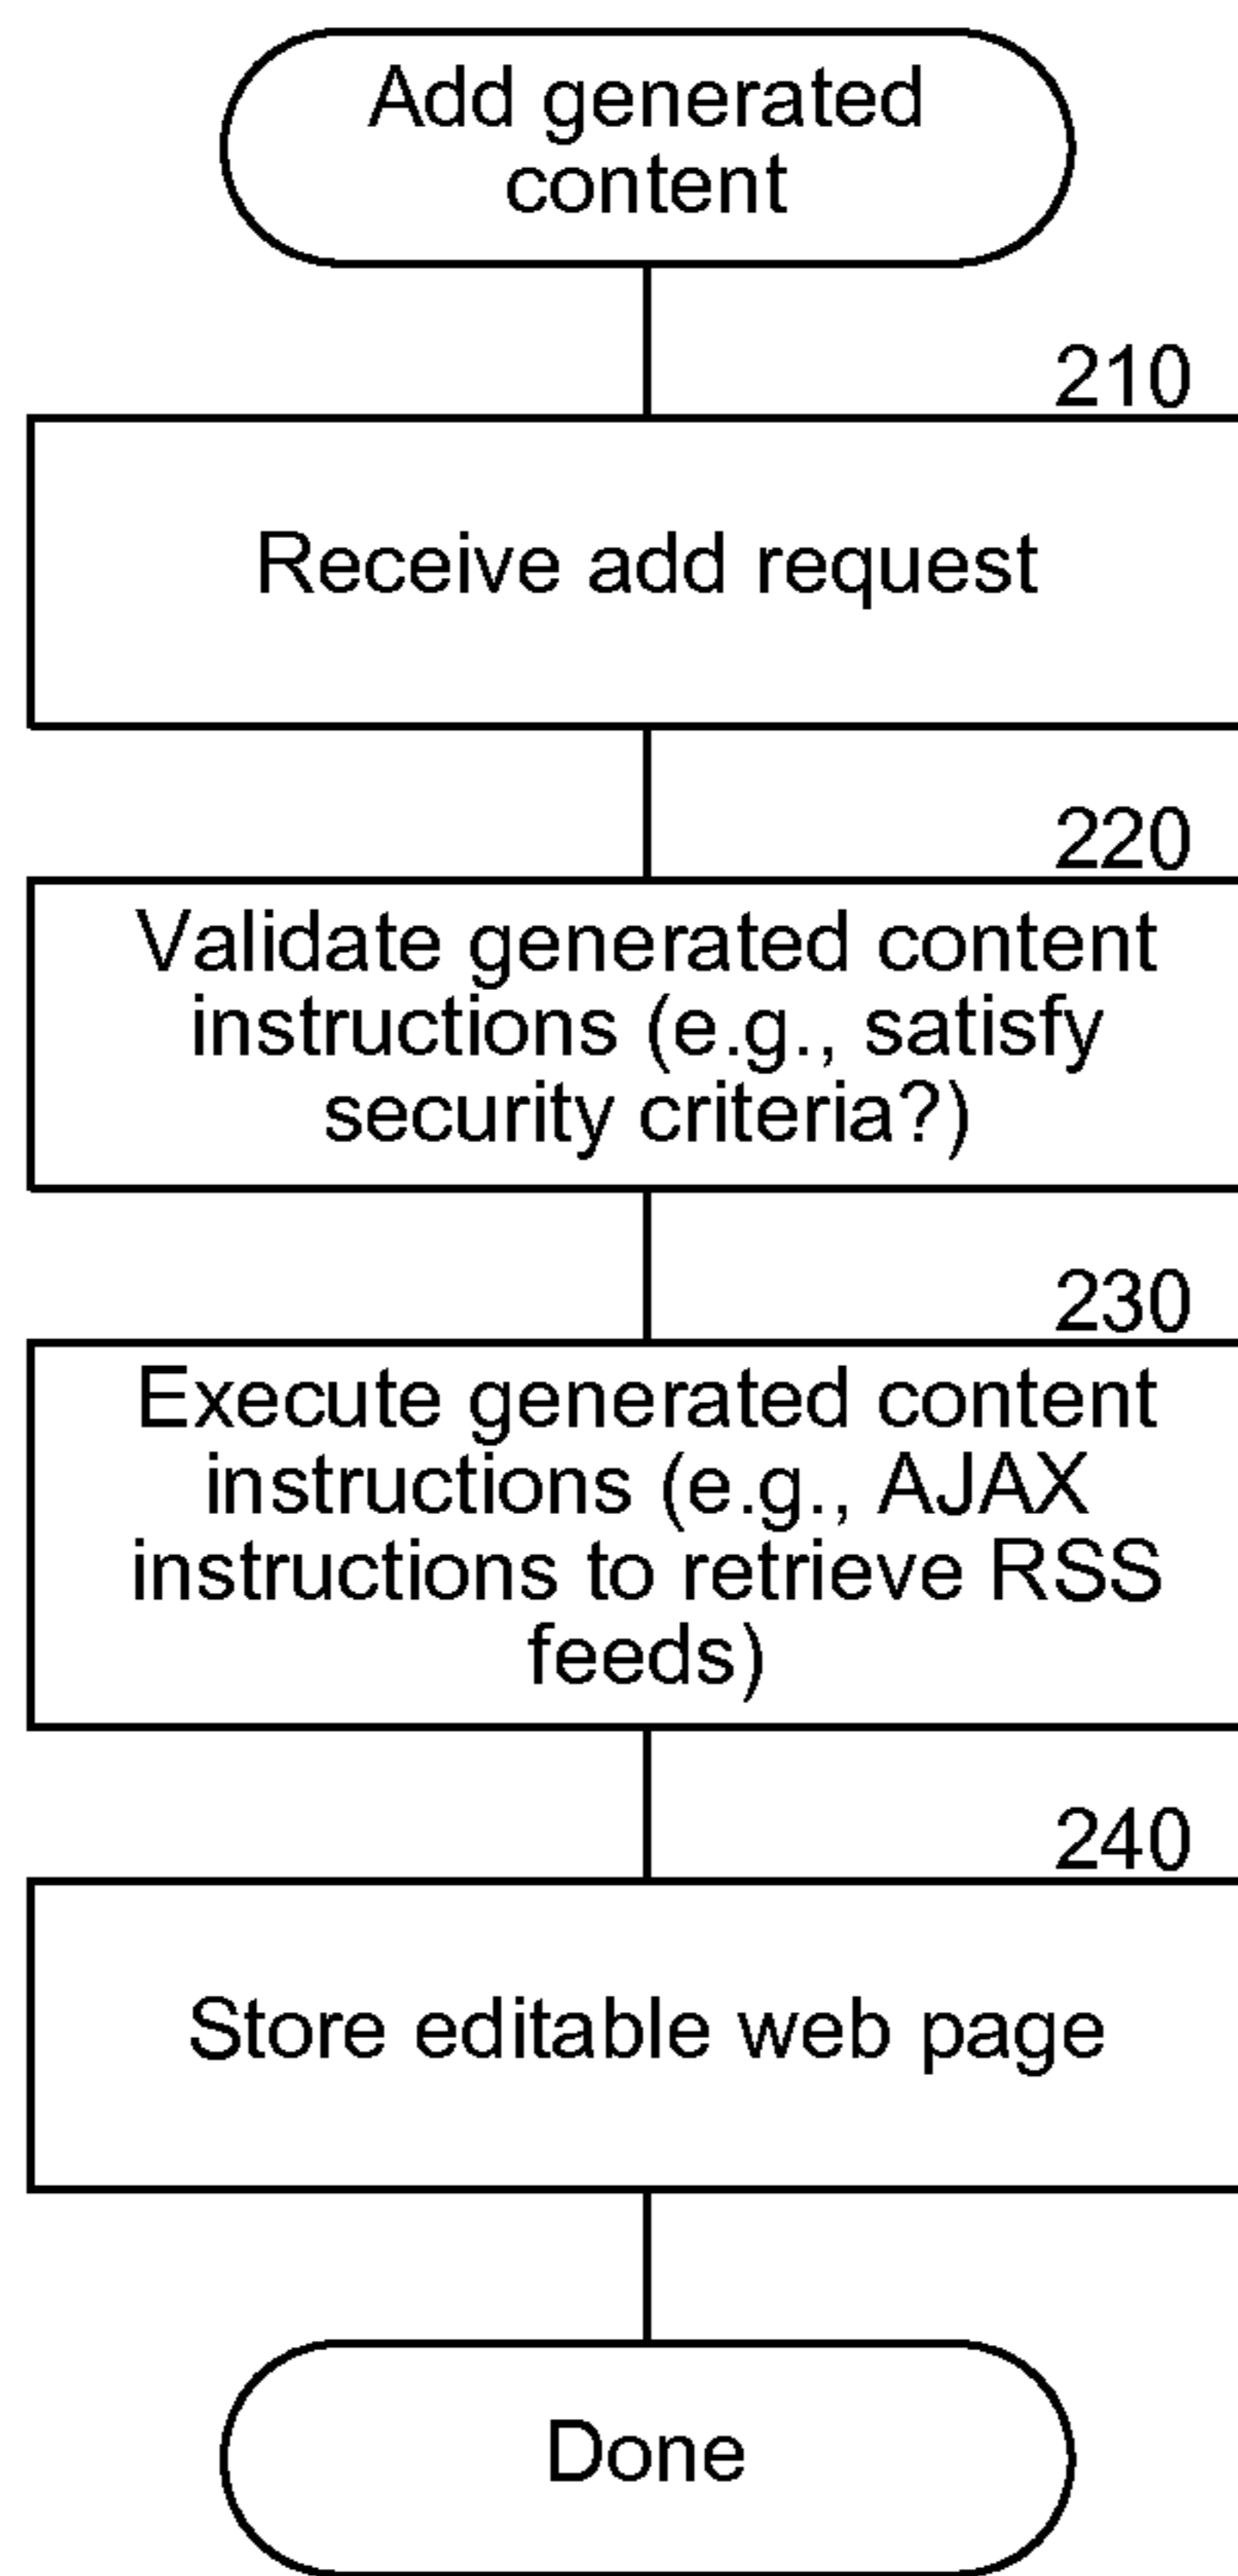 Add generated
content
210
Receive add request
220
Validate generated content
instructions (e.g., satisfy
security criteria?)
230
Execute generated content
instructions (e.g., AJAX
instructions to retrieve RSS
feeds)
240
Store editable web page
Done